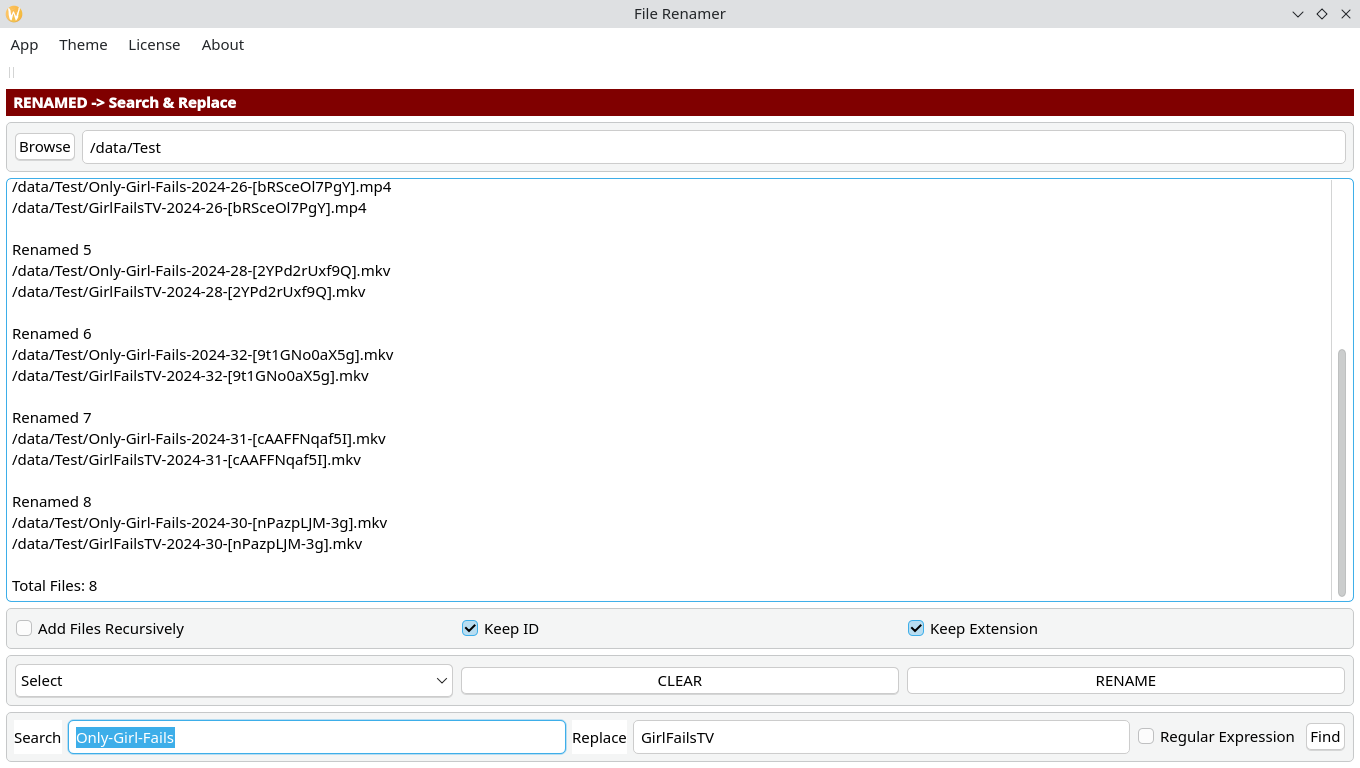 W
File Renamer
App Theme License About
RENAMED -> Search & Replace
Browse /data/Test
/data/Test/Only-Girl-Fails-2024-26-[bRSceOl7PgY].mp4
/data/Test/GirlFailsTV-2024-26-[bRSceOl7PgY].mp4
Renamed 5
/data/Test/Only-Girl-Fails-2024-28-[2YPd2rUxf9Q].mkv
/data/Test/GirlFailsTV-2024-28-[2YPd2rUxf9Q].mkv
Renamed 6
/data/Test/Only-Girl-Fails-2024-32-[9t1GNo0aX5g].mkv
/data/Test/GirlFailsTV-2024-32-[9t1GNo0aX5g].mkv
Renamed 7
/data/Test/Only-Girl-Fails-2024-31-[cAAFFNqaf5I].mkv
/data/Test/GirlFailsTV-2024-31-[cAAFFNqaf5I].mkv
Renamed 8
/data/Test/Only-Girl-Fails-2024-30-[nPazpLJM-3g].mkv
/data/Test/GirlFailsTV-2024-30-[nPazpLJM-3g].mkv
Total Files: 8
Add Files Recursively Keep ID Keep Extension
Select CLEAR RENAME
Search Only-Girl-Fails Replace GirlFailsTV Regular Expression Find